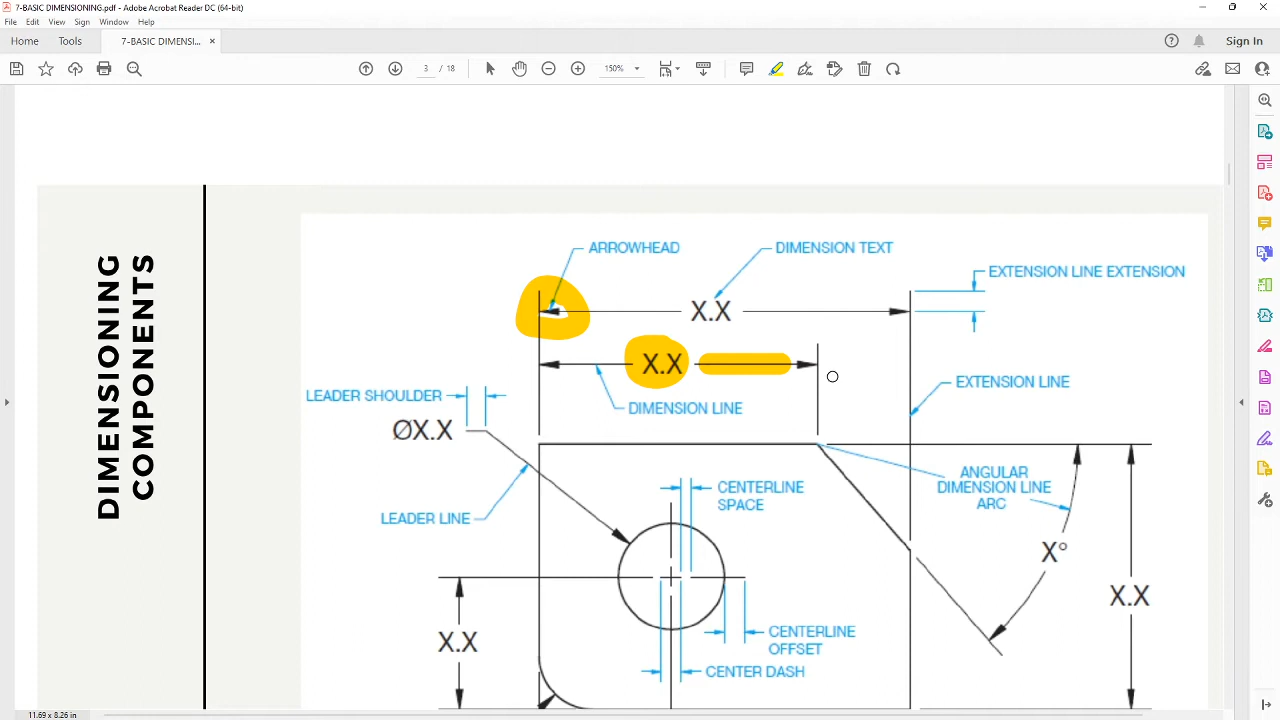 7-BASIC DIMENSIONING.pdf - Adobe Acrobat Reader DC (64-bit)
File Edit View Sign Window Help
Home Tools 7-BASIC DIMENSI... × Sign In
3 / 18 150%
DIMENSIONING
COMPONENTS
ARROWHEAD
DIMENSION TEXT
EXTENSION LINE EXTENSION
X.X
X.X
DIMENSION LINE
EXTENSION LINE
LEADER SHOULDER
ØX.X
LEADER LINE
CENTERLINE
SPACE
ANGULAR
DIMENSION LINE
ARC
X°
X.X
X.X
CENTERLINE
OFFSET
CENTER DASH
11.69 x 8.26 in